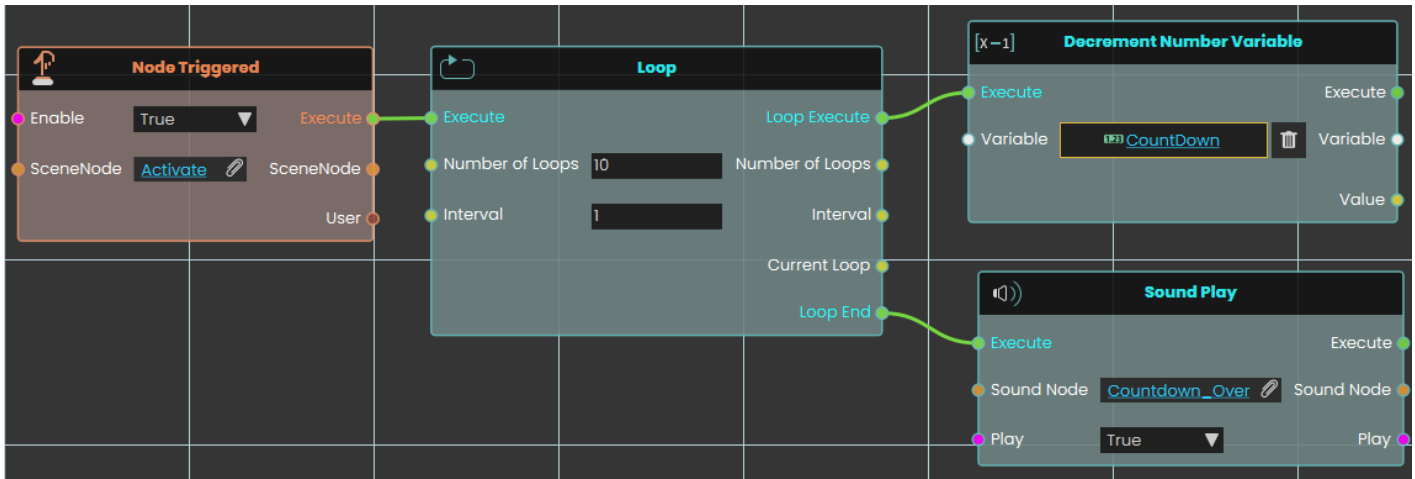 Node Triggered
Enable
True
Execute
SceneNode
Activate
SceneNode
User
Loop
Execute
Loop Execute
Number of Loops
10
Number of Loops
Interval
1
Interval
Current Loop
Loop End
[X-1]
Decrement Number Variable
Execute
Execute
Variable
1.23
CountDown
Variable
Value
Sound Play
Execute
Execute
Sound Node
Countdown_Over
Sound Node
Play
True
Play